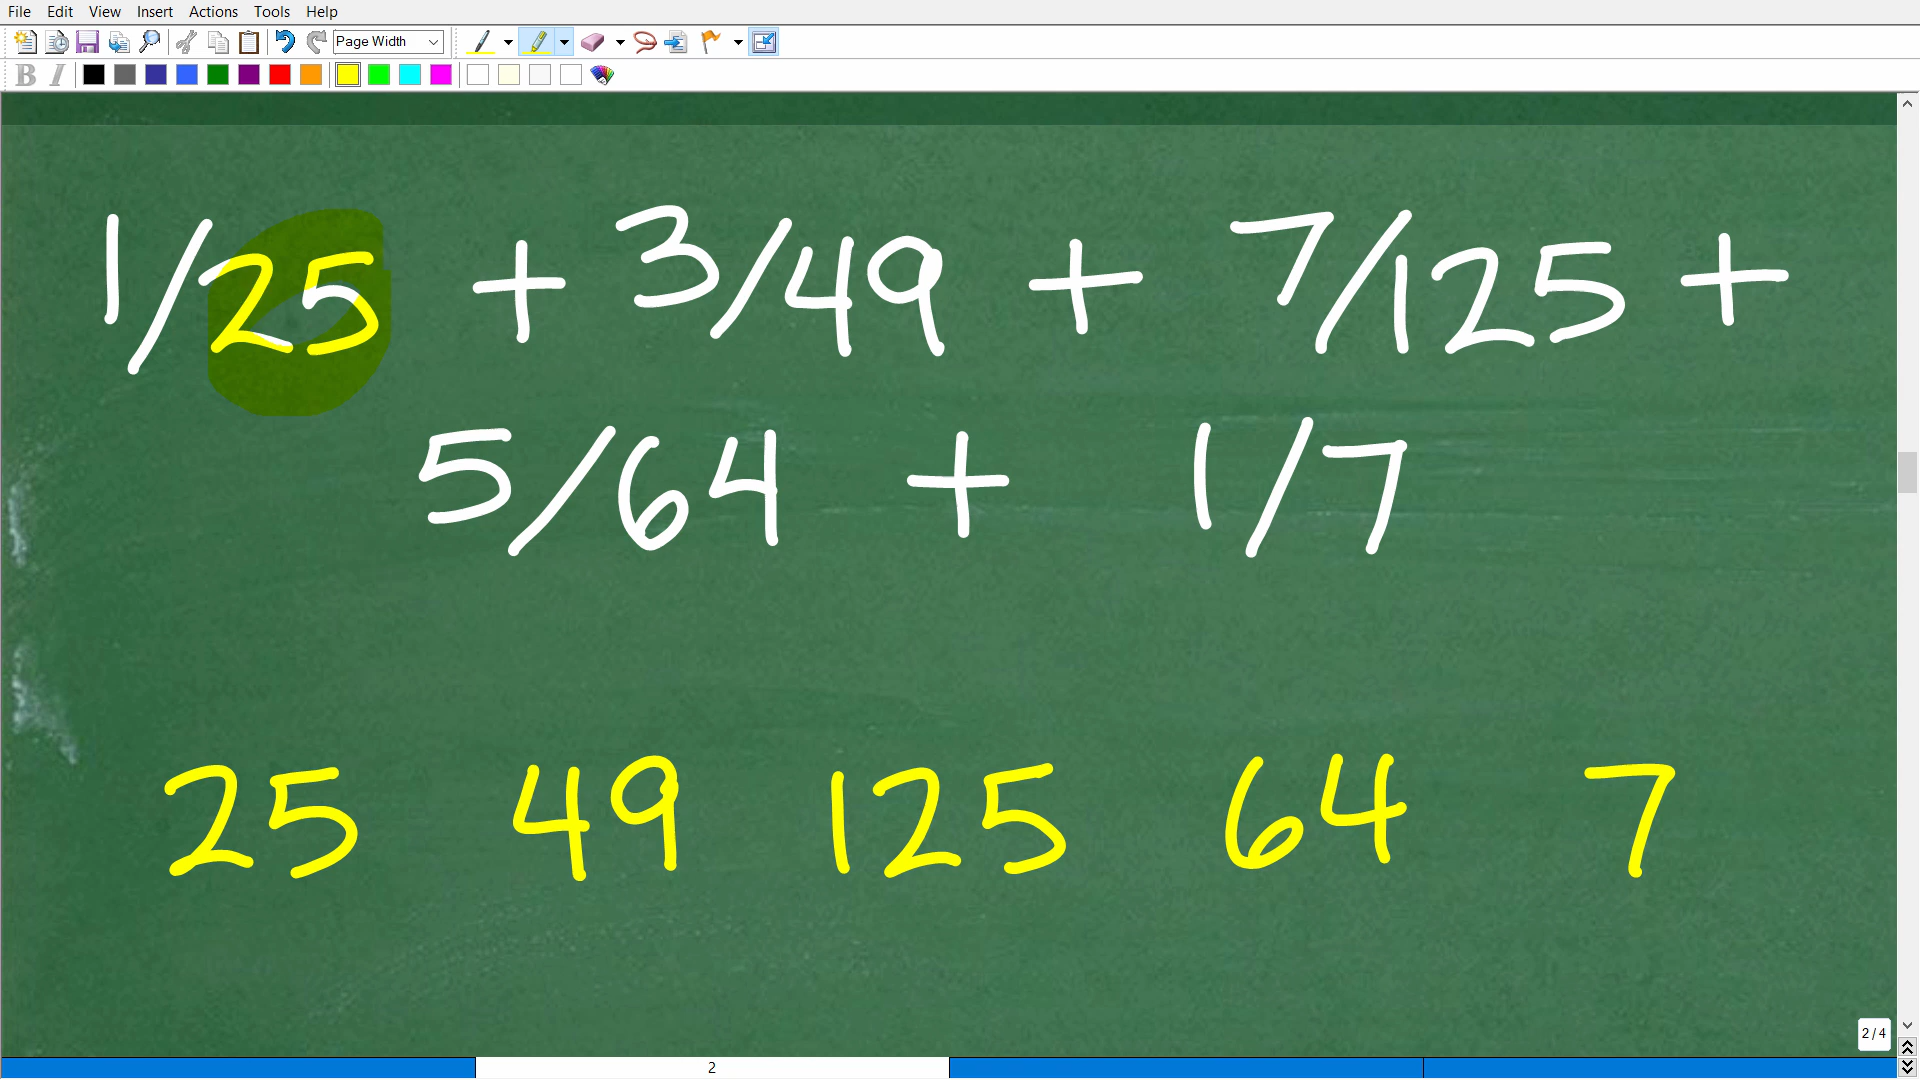 File Edit View Insert Actions Tools Help
Page Width
B I
1/25 + 3/49 + 7/125 +
5/64 + 1/7
25 49 125 64 7
2 / 4
2